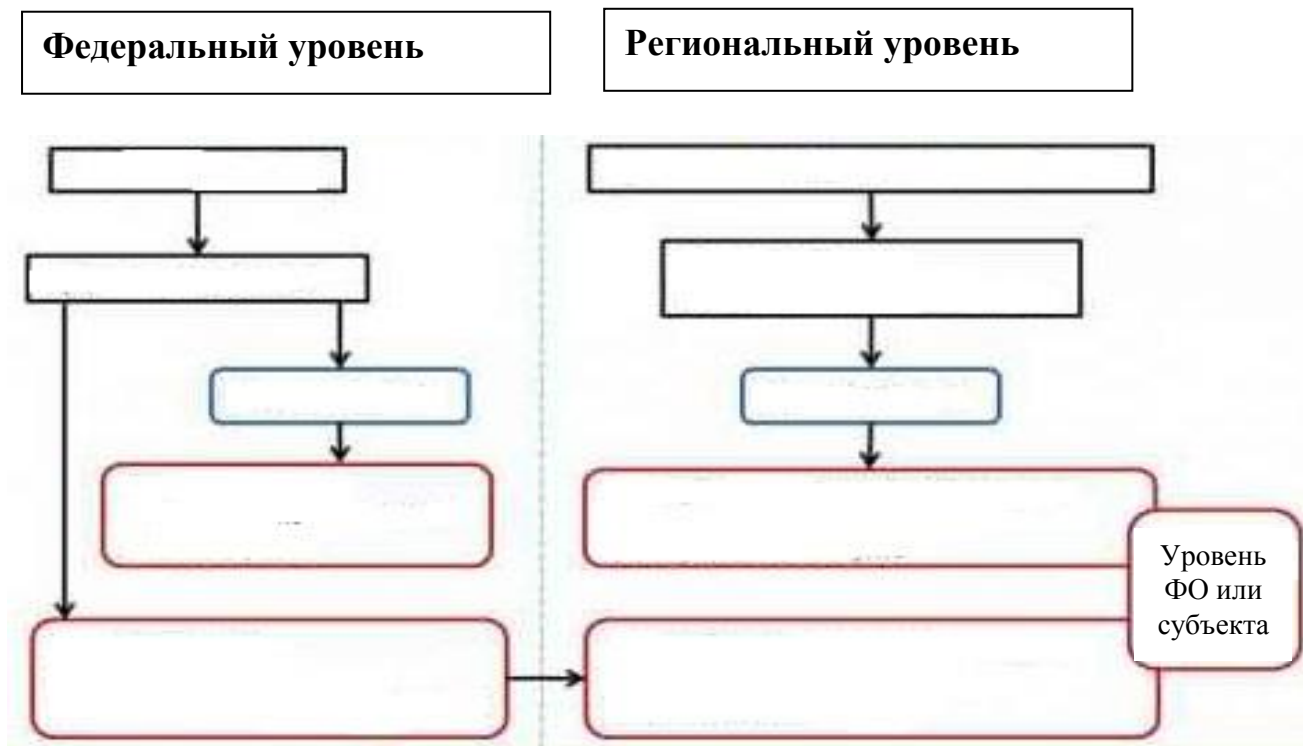 Федеральный уровень
Региональный уровень
Уровень
ФО или
субъекта